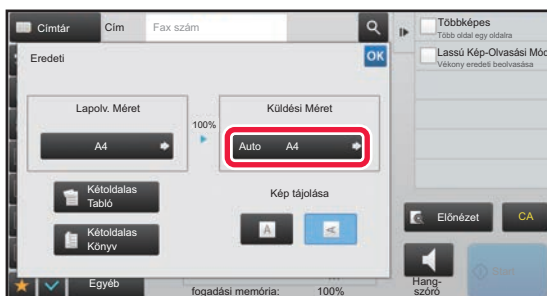 Címtár
Cím
Fax szám
Többképes
Több oldal egy oldalra
Lassú Kép-Olvasási Mód
Vékony eredeti beolvasása
Eredeti
OK
Lapolv. Méret
100%
Küldési Méret
A4
Auto A4
Kétoldalas
Tabló
Kép tájolása
Kétoldalas
Könyv
A
A
Előnézet
CA
Egyéb
fogadási memória: 100%
Hang-
szóró
Start